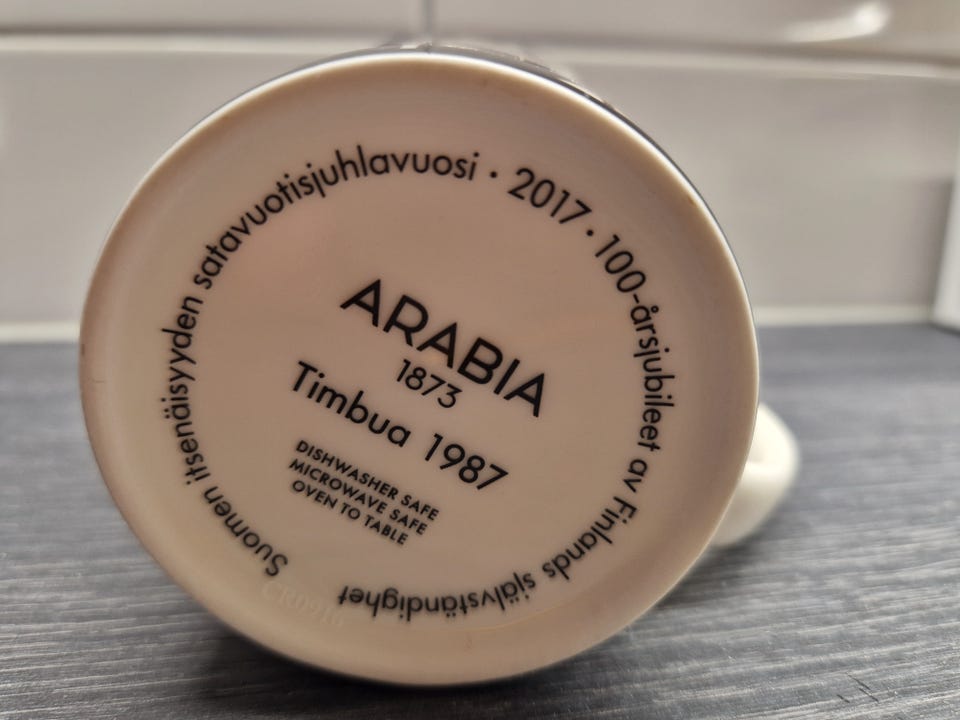 Suomen itsenäisyyden satavuotisjuhlavuosi · 2017 · 100-årsjubileet av Finlands självständighet
ARABIA
1873
Timbua 1987
DISHWASHER SAFE
MICROWAVE SAFE
OVEN TO TABLE